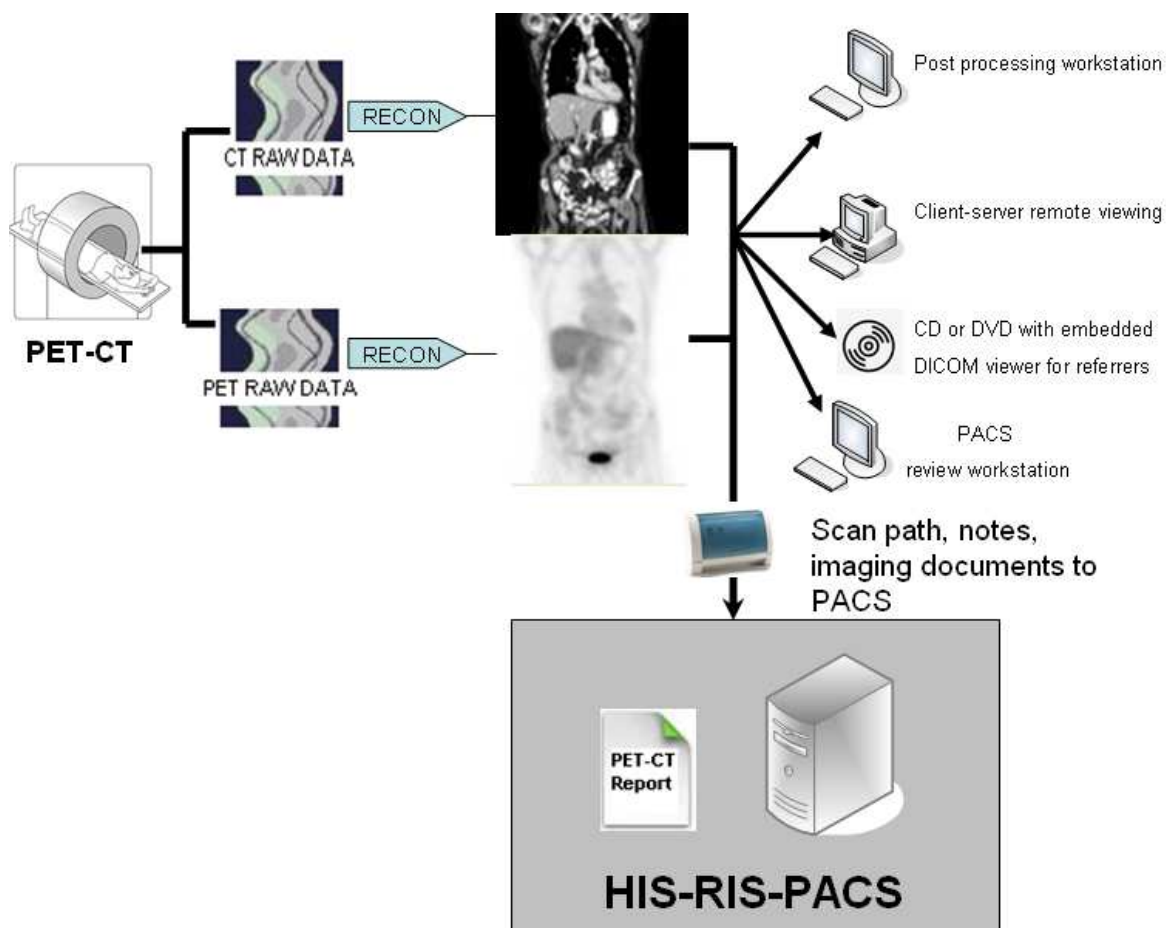 Post processing workstation
RECON
CT RAW DATA
Client-server remote viewing
PET-CT
CD or DVD with embedded
DICOM viewer for referrers
RECON
PET RAW DATA
PACS
review workstation
Scan path, notes,
imaging documents to
PACS
PET-CT
Report
HIS-RIS-PACS